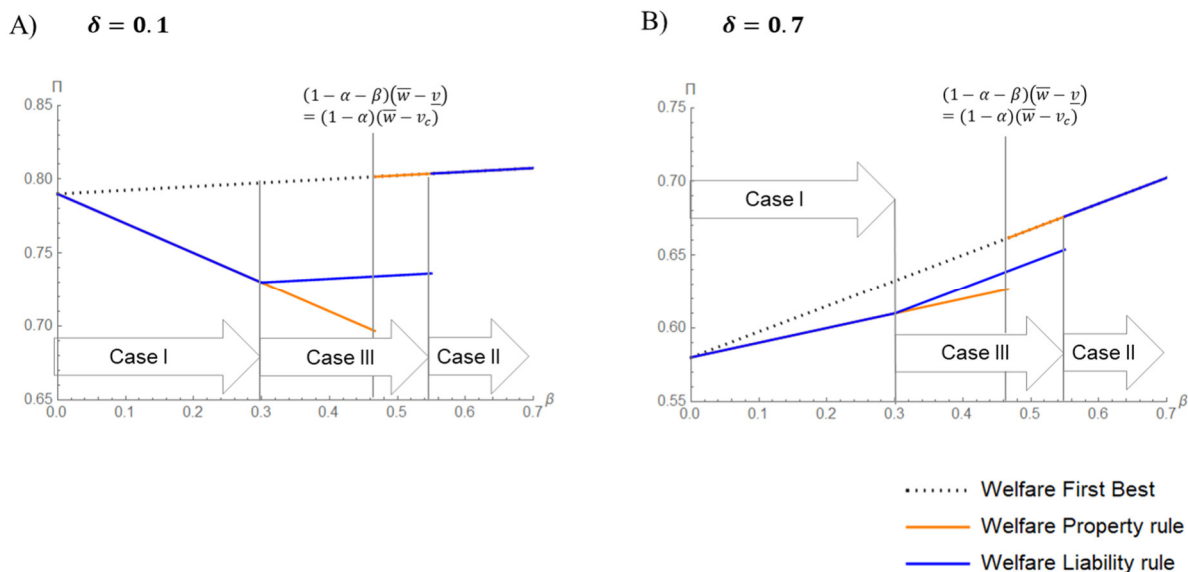 A) δ = 0.1
Π
(1 - α - β)(w̅ - v̲)
= (1 - α)(w̅ - v_c)
0.85
0.80
0.75
0.70
0.65
Case I
Case III
Case II
0.0 0.1 0.2 0.3 0.4 0.5 0.6 0.7 β
B) δ = 0.7
Π
(1 - α - β)(w̅ - v̲)
= (1 - α)(w̅ - v_c)
0.75
0.70
0.65
0.60
0.55
Case I
Case III
Case II
0.0 0.1 0.2 0.3 0.4 0.5 0.6 0.7 β
Welfare First Best
Welfare Property rule
Welfare Liability rule